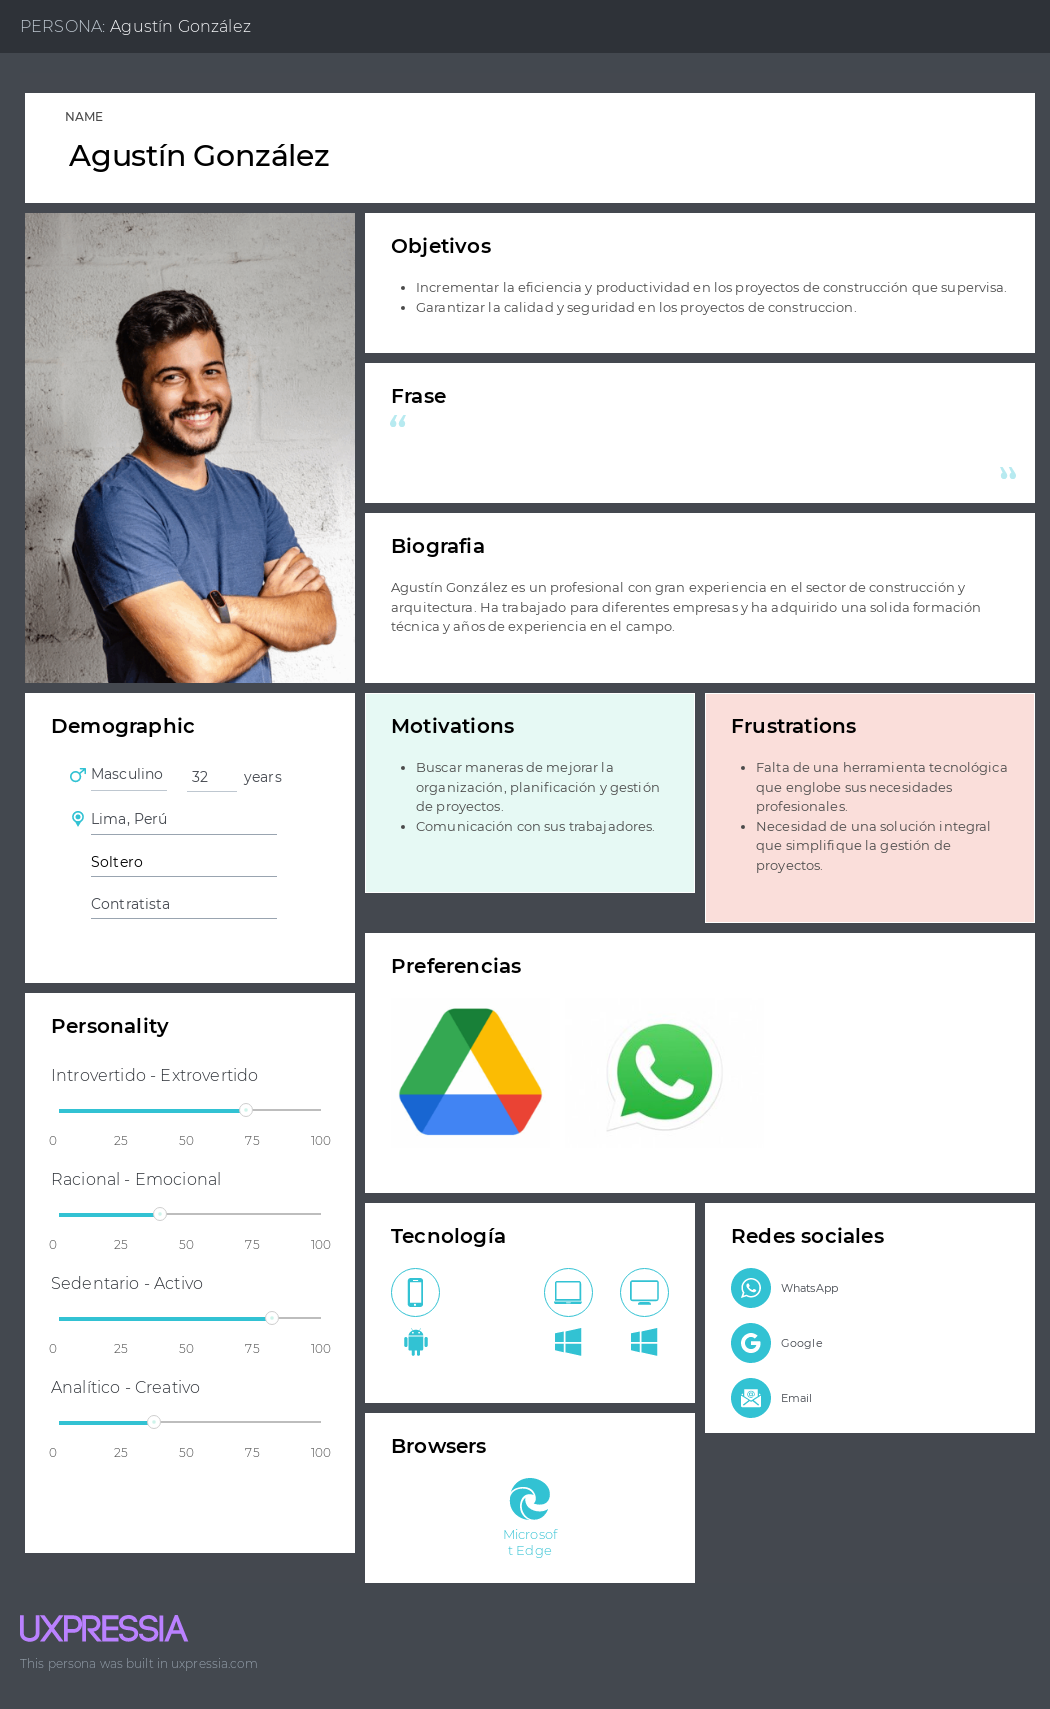 PERSONA: Agustín González
NAME
Agustín González
Objetivos
Incrementar la eficiencia y productividad en los proyectos de construcción que supervisa.
Garantizar la calidad y seguridad en los proyectos de construccion.
Frase
“
”
Biografia
Agustín González es un profesional con gran experiencia en el sector de construcción y
arquitectura. Ha trabajado para diferentes empresas y ha adquirido una solida formación
técnica y años de experiencia en el campo.
Demographic
Masculino 32 years
Lima, Perú
Soltero
Contratista
Motivations
Buscar maneras de mejorar la
organización, planificación y gestión
de proyectos.
Comunicación con sus trabajadores.
Frustrations
Falta de una herramienta tecnológica
que englobe sus necesidades
profesionales.
Necesidad de una solución integral
que simplifique la gestión de
proyectos.
Personality
Introvertido - Extrovertido
0 25 50 75 100
Racional - Emocional
0 25 50 75 100
Sedentario - Activo
0 25 50 75 100
Analítico - Creativo
0 25 50 75 100
Preferencias
Tecnología
Redes sociales
WhatsApp
Google
Email
Browsers
Microsof
t Edge
UXPRESSIA
This persona was built in uxpressia.com